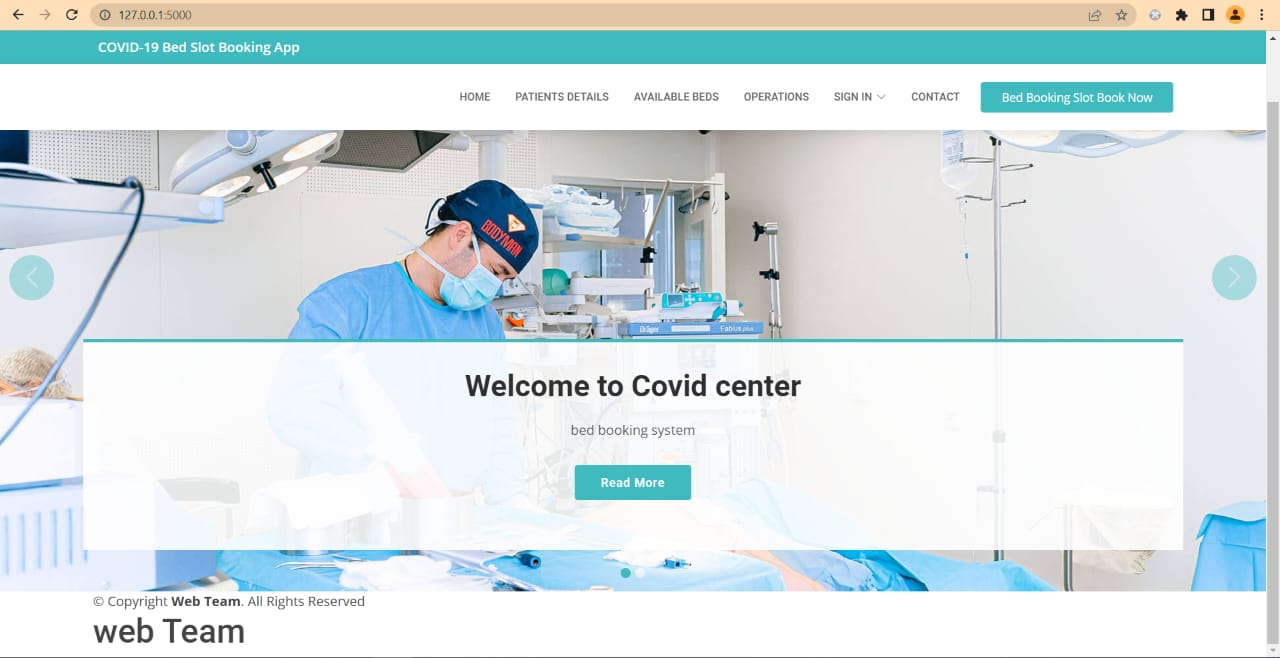 127.0.0.1:5000
COVID-19 Bed Slot Booking App
HOME PATIENTS DETAILS AVAILABLE BEDS OPERATIONS SIGN IN CONTACT Bed Booking Slot Book Now
BODYMAN
Dräger Fabius plus
Welcome to Covid center
bed booking system
Read More
© Copyright Web Team. All Rights Reserved
web Team